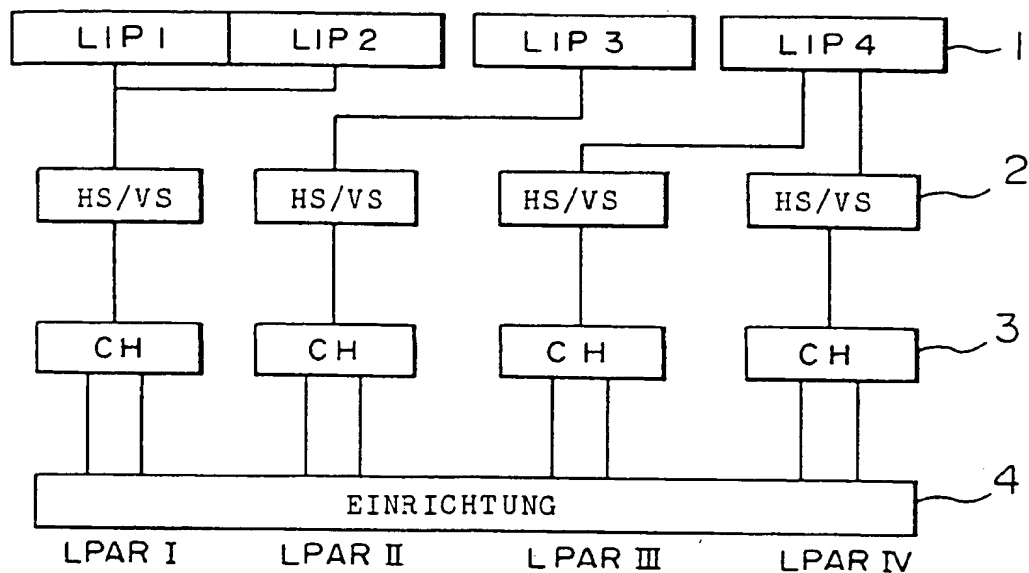 LIP1 LIP2 LIP3 LIP4 1
HS/VS HS/VS HS/VS HS/VS 2
CH CH CH CH 3
EINRICHTUNG 4
LPAR I LPAR II LPAR III LPAR IV